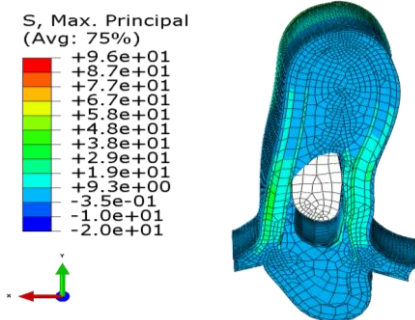 S, Max. Principal
(Avg: 75%)
+9.6e+01
+8.7e+01
+7.7e+01
+6.7e+01
+5.8e+01
+4.8e+01
+3.8e+01
+2.9e+01
+1.9e+01
+9.3e+00
-3.5e-01
-1.0e+01
-2.0e+01
Y
X